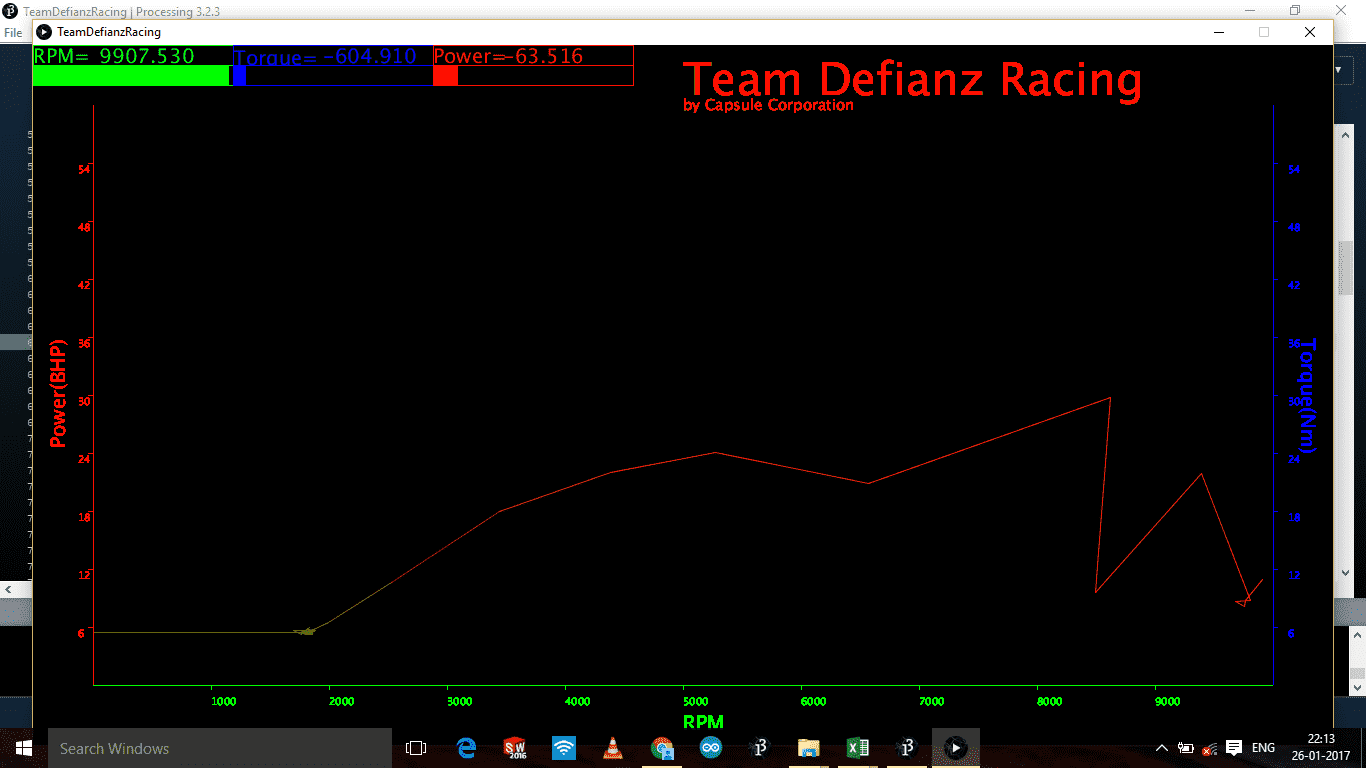 TeamDefianzRacing | Processing 3.2.3
File
TeamDefianzRacing
RPM= 9907.530
Torque= -604.910
Power=-63.516
Team Defianz Racing
by Capsule Corporation
54
48
42
36
30
24
18
12
6
Power(BHP)
54
48
42
36
30
24
18
12
6
Torque(Nm)
1000
2000
3000
4000
5000
6000
7000
8000
9000
RPM
Search Windows
SW
2016
ENG
22:13
26-01-2017